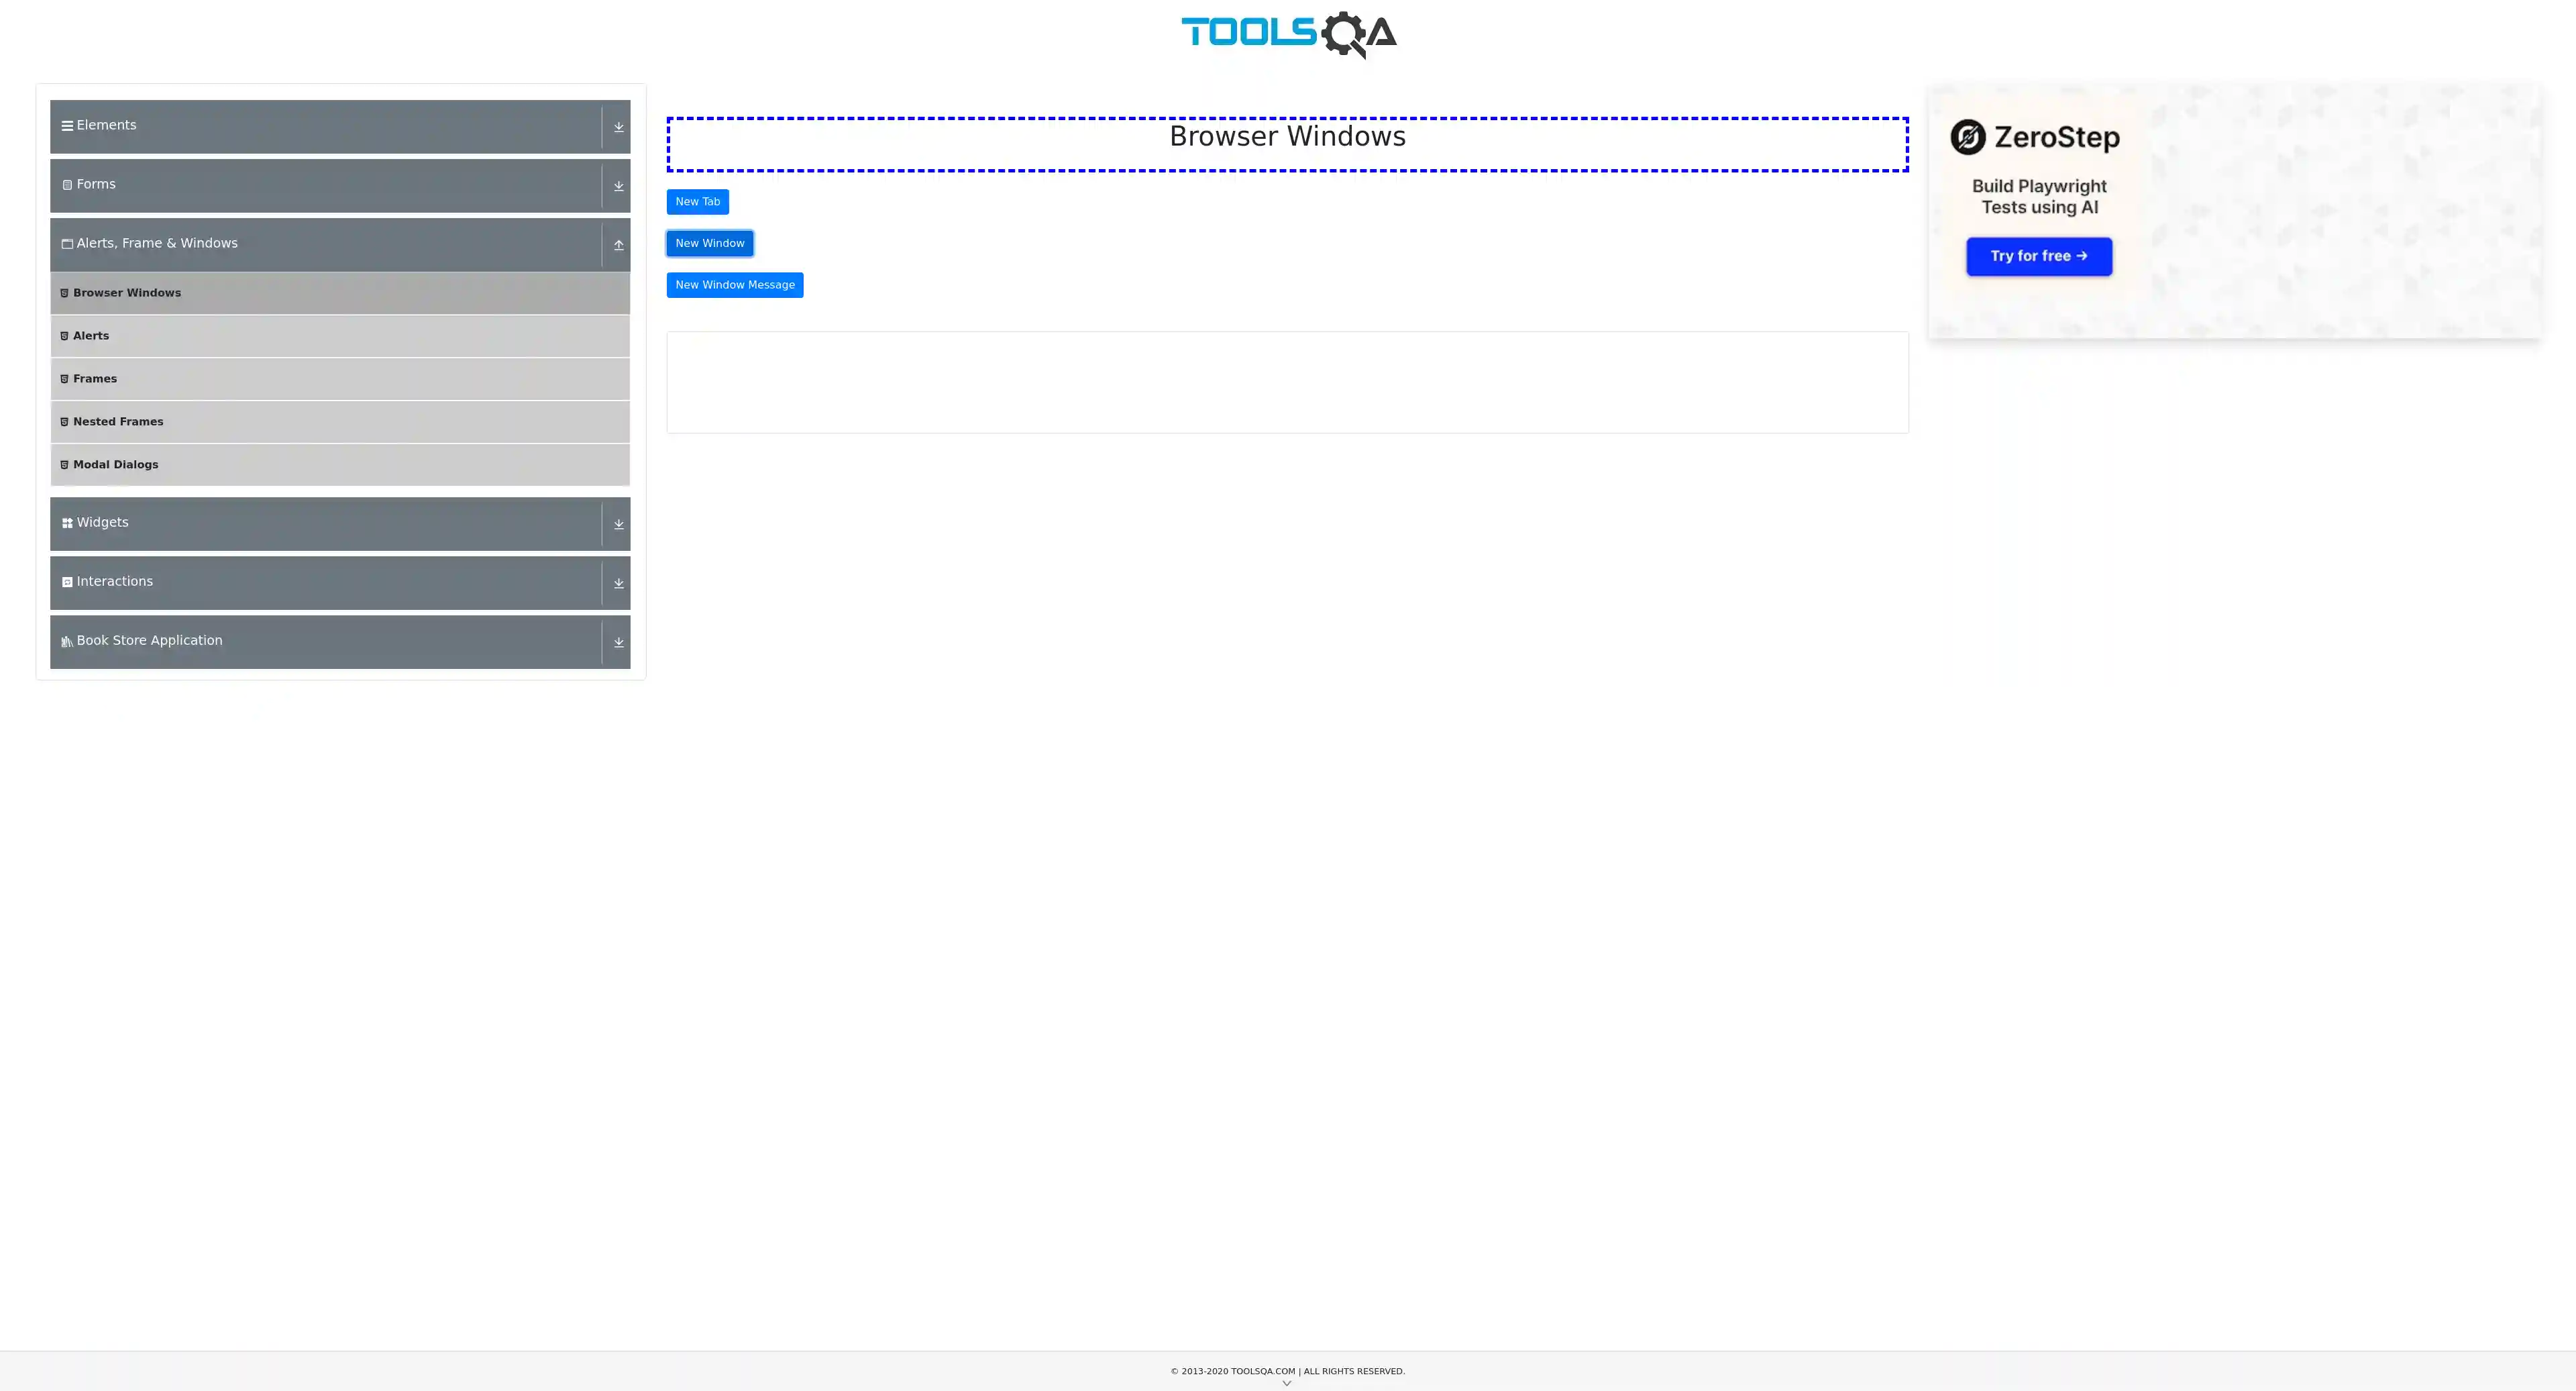 TOOLSQA
Elements
Forms
Alerts, Frame & Windows
Browser Windows
Alerts
Frames
Nested Frames
Modal Dialogs
Widgets
Interactions
Book Store Application
Browser Windows
New Tab
New Window
New Window Message
ZeroStep
Build Playwright
Tests using AI
Try for free →
© 2013-2020 TOOLSQA.COM | ALL RIGHTS RESERVED.